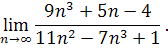 lim n→∞ (9n³ + 5n − 4)/(11n² − 7n³ + 1)